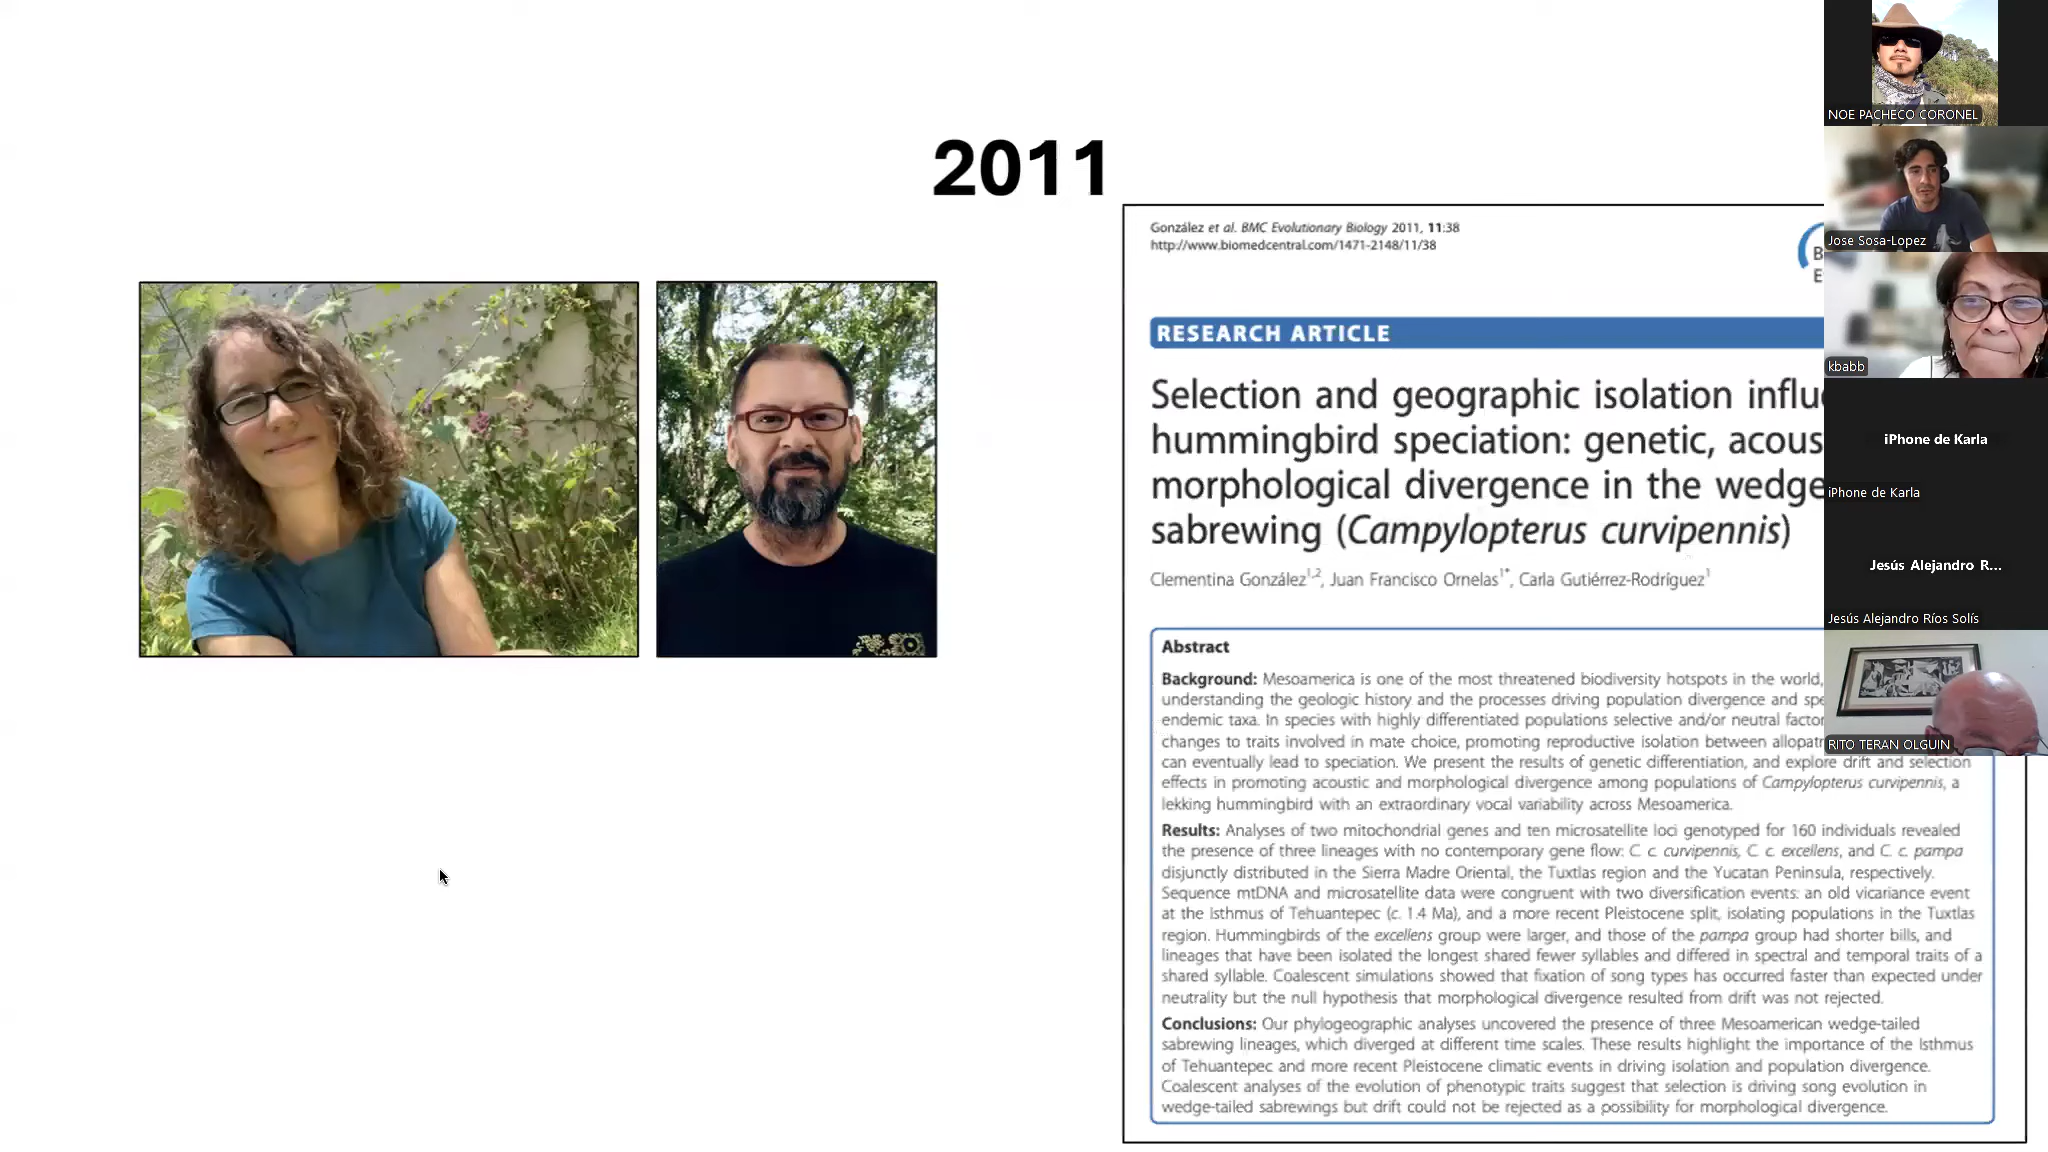 2011
González et al. BMC Evolutionary Biology 2011, 11:38
http://www.biomedcentral.com/1471-2148/11/38
B
E
RESEARCH ARTICLE
Selection and geographic isolation influ
hummingbird speciation: genetic, acous
morphological divergence in the wedge
sabrewing (Campylopterus curvipennis)
Clementina González1,2, Juan Francisco Ornelas1*, Carla Gutiérrez-Rodríguez1
Abstract
Background: Mesoamerica is one of the most threatened biodiversity hotspots in the world,
understanding the geologic history and the processes driving population divergence and spe
endemic taxa. In species with highly differentiated populations selective and/or neutral factor
changes to traits involved in mate choice, promoting reproductive isolation between allopatr
can eventually lead to speciation. We present the results of genetic differentiation, and explore drift and selection
effects in promoting acoustic and morphological divergence among populations of Campylopterus curvipennis, a
lekking hummingbird with an extraordinary vocal variability across Mesoamerica.
Results: Analyses of two mitochondrial genes and ten microsatellite loci genotyped for 160 individuals revealed
the presence of three lineages with no contemporary gene flow: C. c. curvipennis, C. c. excellens, and C. c. pampa
disjunctly distributed in the Sierra Madre Oriental, the Tuxtlas region and the Yucatan Peninsula, respectively.
Sequence mtDNA and microsatellite data were congruent with two diversification events: an old vicariance event
at the Isthmus of Tehuantepec (c. 1.4 Ma), and a more recent Pleistocene split, isolating populations in the Tuxtlas
region. Hummingbirds of the excellens group were larger, and those of the pampa group had shorter bills, and
lineages that have been isolated the longest shared fewer syllables and differed in spectral and temporal traits of a
shared syllable. Coalescent simulations showed that fixation of song types has occurred faster than expected under
neutrality but the null hypothesis that morphological divergence resulted from drift was not rejected.
Conclusions: Our phylogeographic analyses uncovered the presence of three Mesoamerican wedge-tailed
sabrewing lineages, which diverged at different time scales. These results highlight the importance of the Isthmus
of Tehuantepec and more recent Pleistocene climatic events in driving isolation and population divergence.
Coalescent analyses of the evolution of phenotypic traits suggest that selection is driving song evolution in
wedge-tailed sabrewings but drift could not be rejected as a possibility for morphological divergence.
NOE PACHECO CORONEL
Jose Sosa-Lopez
kbabb
iPhone de Karla
iPhone de Karla
Jesús Alejandro R...
Jesús Alejandro Ríos Solís
RITO TERAN OLGUIN